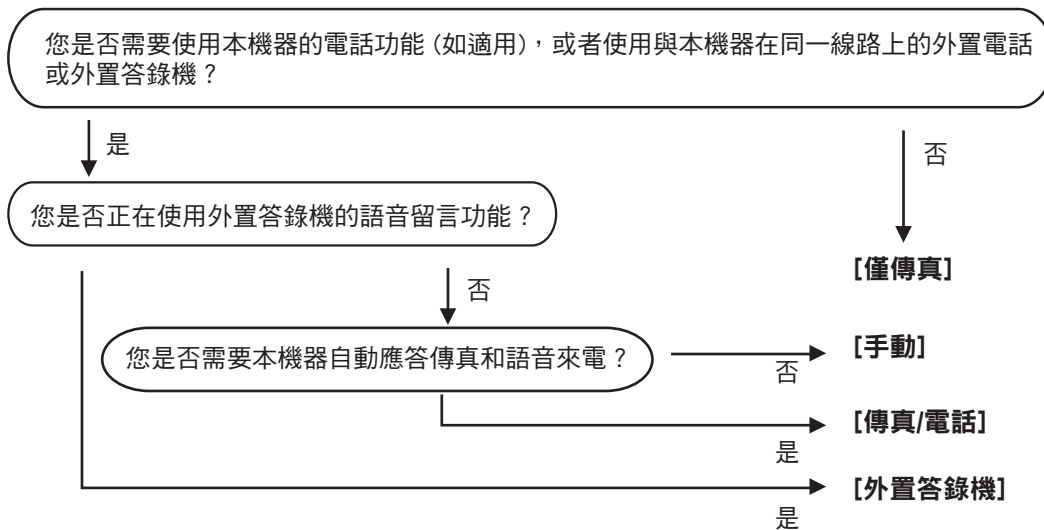 您是否需要使用本機器的電話功能 (如適用)，或者使用與本機器在同一線路上的外置電話
或外置答錄機？
是
否
您是否正在使用外置答錄機的語音留言功能？
[僅傳真]
否
您是否需要本機器自動應答傳真和語音來電？
[手動]
否
[傳真/電話]
是
[外置答錄機]
是